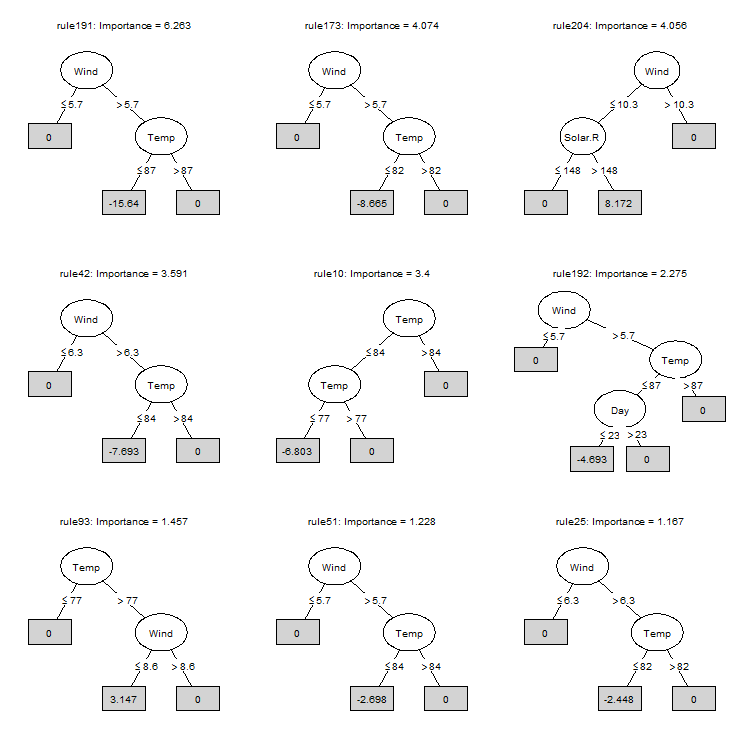 rule191: Importance = 6.263
Wind
≤5.7 >5.7
0 Temp
≤87 >87
-15.64 0
rule173: Importance = 4.074
Wind
≤5.7 >5.7
0 Temp
≤82 >82
-8.665 0
rule204: Importance = 4.056
Wind
≤10.3 >10.3
Solar.R 0
≤148 >148
0 8.172
rule42: Importance = 3.591
Wind
≤6.3 >6.3
0 Temp
≤84 >84
-7.693 0
rule10: Importance = 3.4
Temp
≤84 >84
Temp 0
≤77 >77
-6.803 0
rule192: Importance = 2.275
Wind
≤5.7 >5.7
0 Temp
≤87 >87
Day 0
≤23 >23
-4.693 0
rule93: Importance = 1.457
Temp
≤77 >77
0 Wind
≤8.6 >8.6
3.147 0
rule51: Importance = 1.228
Wind
≤5.7 >5.7
0 Temp
≤84 >84
-2.698 0
rule25: Importance = 1.167
Wind
≤6.3 >6.3
0 Temp
≤82 >82
-2.448 0